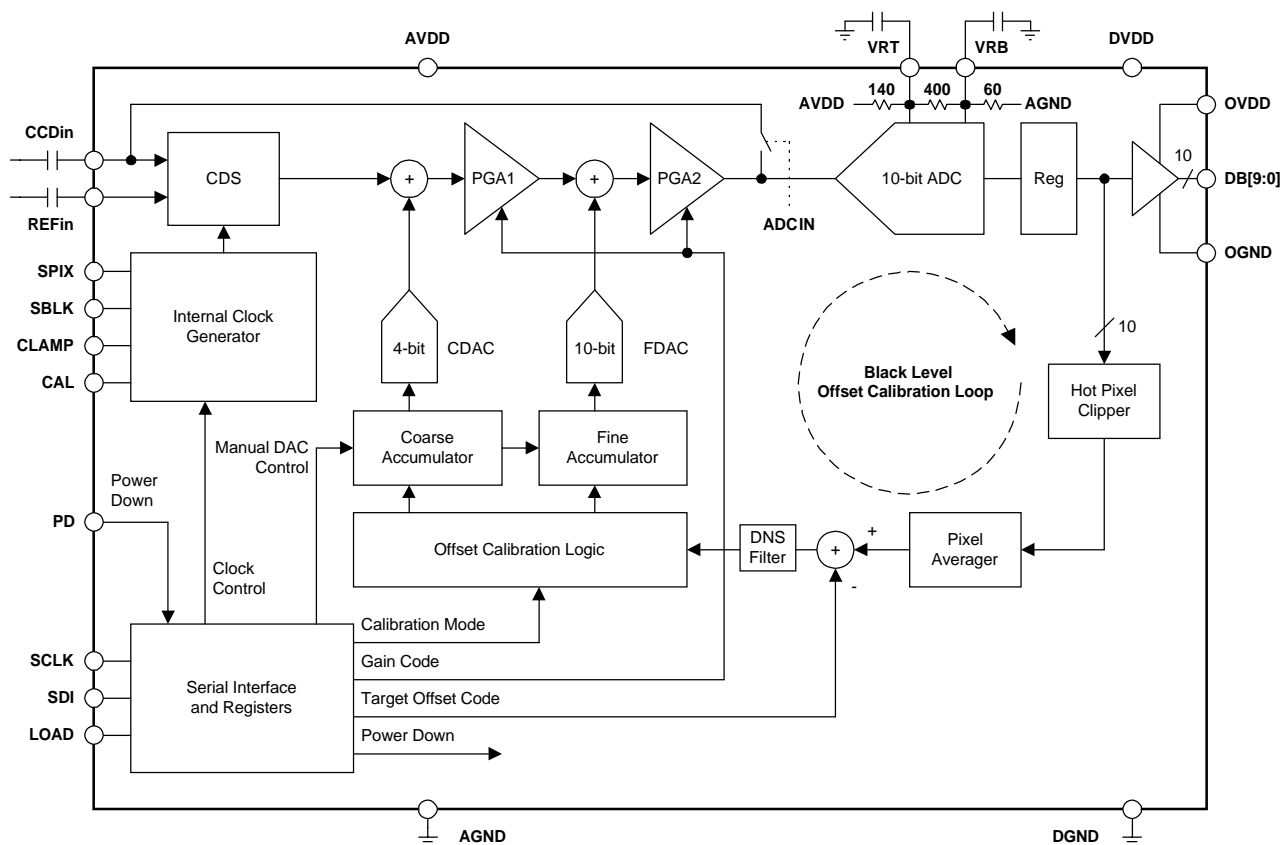 AVDD
VRT
VRB
DVDD
140
400
60
AVDD
AGND
OVDD
CCDin
CDS
+
PGA1
+
PGA2
10-bit ADC
Reg
10
DB[9:0]
REFin
ADCIN
OGND
SPIX
SBLK
CLAMP
CAL
Internal Clock
Generator
4-bit
CDAC
10-bit
FDAC
10
Black Level
Offset Calibration Loop
Hot Pixel
Clipper
Manual DAC
Control
Coarse
Accumulator
Fine
Accumulator
Power
Down
PD
Offset Calibration Logic
DNS
Filter
+
+
-
Pixel
Averager
Clock
Control
Calibration Mode
Gain Code
Target Offset Code
Power Down
SCLK
SDI
LOAD
Serial Interface
and Registers
AGND
DGND